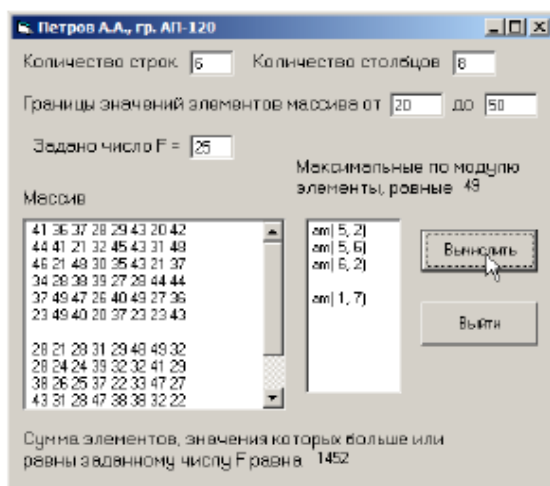 Петров А.А., гр. АП-120
Количество строк 6 Количество столбцов 8
Границы значений элементов массива от 20 до 50
Задано число F = 25
Максимальные по модулю
элементы, равные 49
Массив
41 36 37 28 29 43 20 42
44 41 21 32 45 43 31 48
46 21 48 30 35 43 21 37
34 28 38 39 27 28 44 44
37 49 47 26 40 49 27 36
23 49 40 20 37 23 23 43
28 21 28 31 29 48 49 32
28 24 24 39 32 32 41 29
38 26 25 37 22 33 47 27
43 31 28 47 38 38 32 22
am( 5, 2)
am( 5, 6)
am( 6, 2)
am( 1, 7)
Вычислить
Выйти
Сумма элементов, значения которых больше или
равны заданному числу F равна 1452